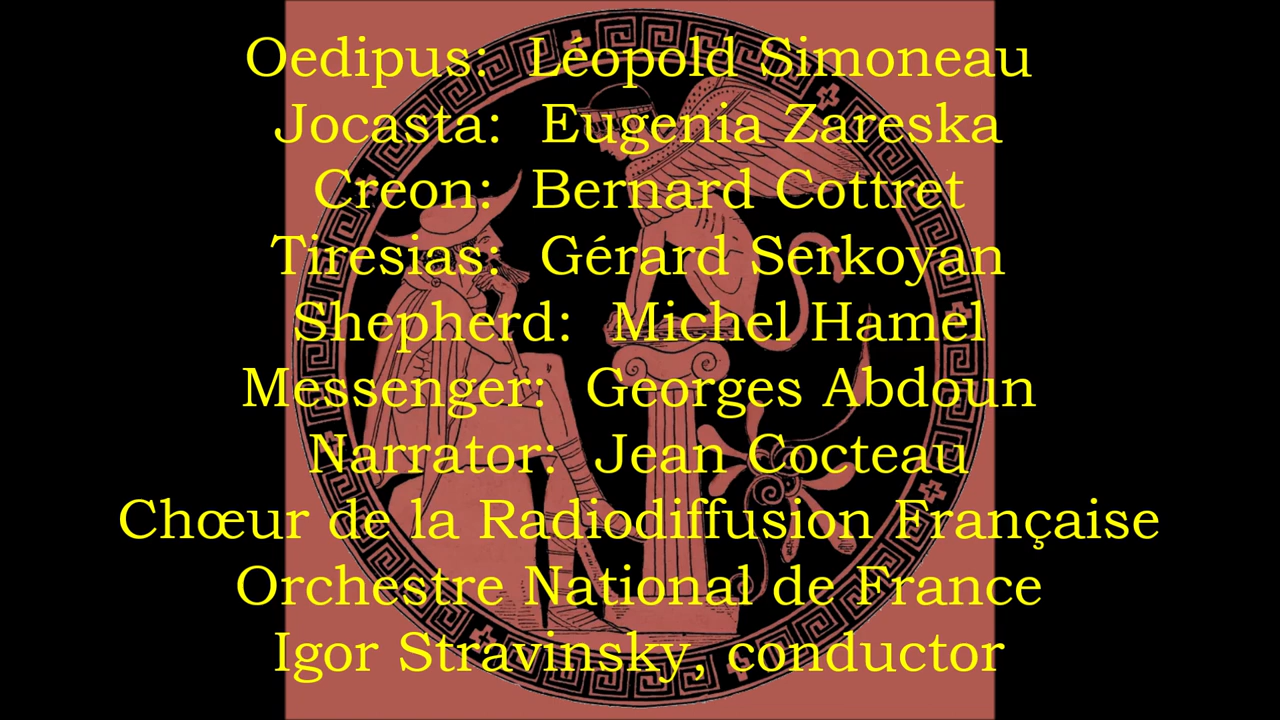 Oedipus: Léopold Simoneau
Jocasta: Eugenia Zareska
Creon: Bernard Cottret
Tiresias: Gérard Serkoyan
Shepherd: Michel Hamel
Messenger: Georges Abdoun
Narrator: Jean Cocteau
Chœur de la Radiodiffusion Française
Orchestre National de France
Igor Stravinsky, conductor